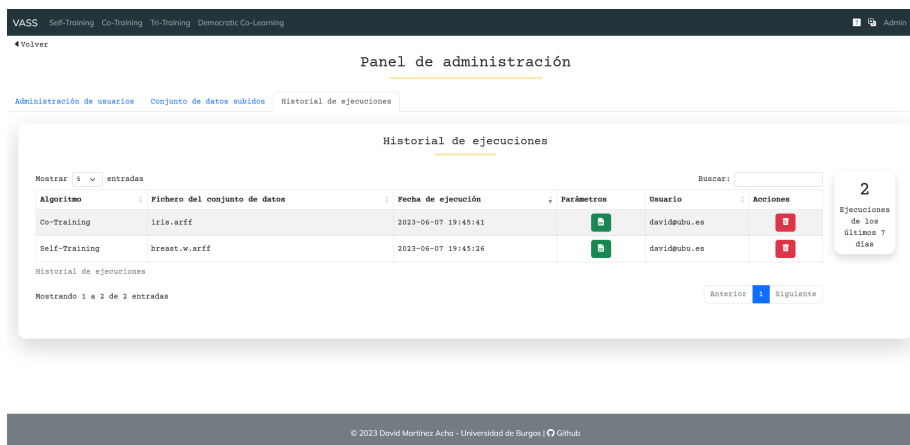 VASS Self-Training Co-Training Tri-Training Democratic Co-Learning Admin
Volver
Panel de administración
Administración de usuarios Conjunto de datos subidos Historial de ejecuciones
Historial de ejecuciones
Mostrar 5 entradas Buscar:
Algoritmo Fichero del conjunto de datos Fecha de ejecución Parámetros Usuario Acciones
Co-Training iris.arff 2023-06-07 19:45:41 david@ubu.es
Self-Training breast.w.arff 2023-06-07 19:45:26 david@ubu.es
Historial de ejecuciones
Mostrando 1 a 2 de 2 entradas
Anterior 1 Siguiente
2
Ejecuciones
de los
últimos 7
días
© 2023 David Martínez Acha - Universidad de Burgos | Github